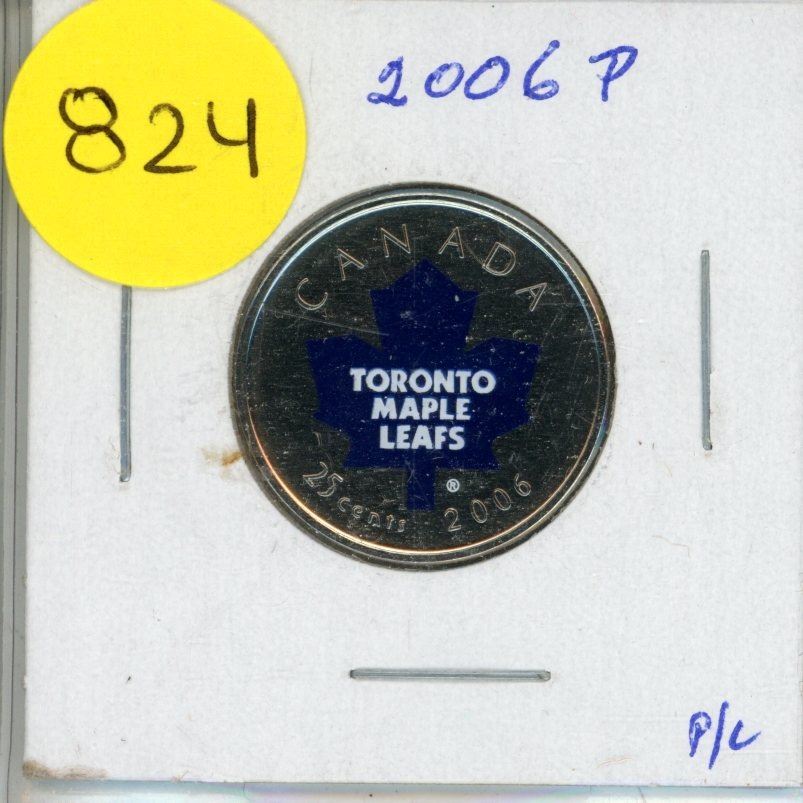 824
2006 P
CANADA
TORONTO
MAPLE
LEAFS
®
25 cents 2006
P/L